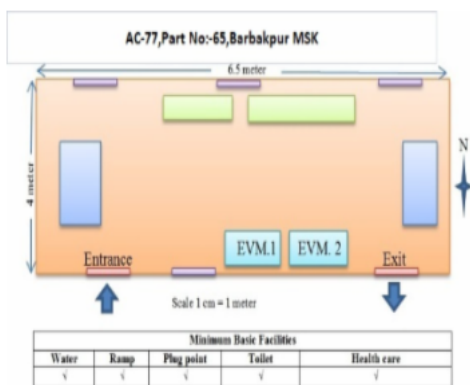 AC-77,Part No:-65,Barbakpur MSK
6.5 meter
4 meter
N
EVM.1
EVM. 2
Entrance
Exit
Scale 1 cm = 1 meter
Minimum Basic Facilities
Water Ramp Plug point Toilet Health care
√ √ √ √ √